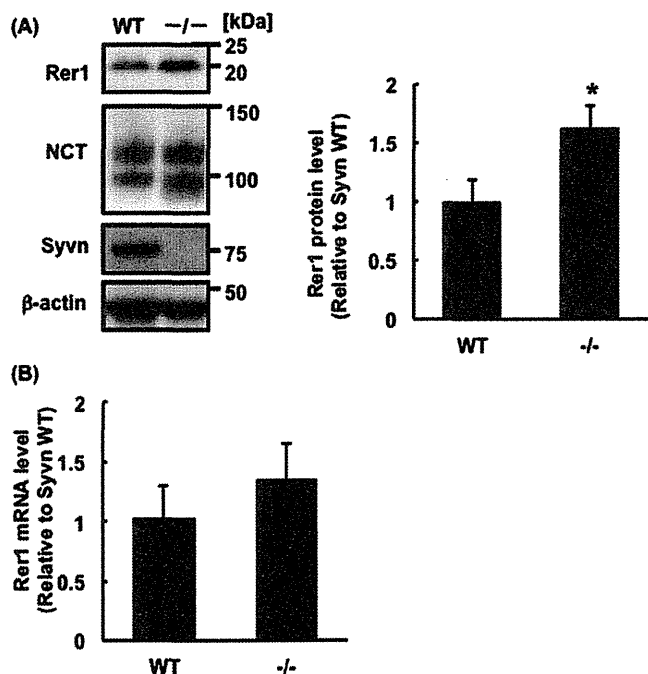 (A)
WT −/− [kDa]
25
Rer1
20
150
NCT
100
Syvn
75
50
β-actin
Rer1 protein level
(Relative to Syvn WT)
2
1.5
1
0.5
0
*
WT -/-
(B)
Rer1 mRNA level
(Relative to Syvn WT)
2
1.5
1
0.5
0
WT -/-